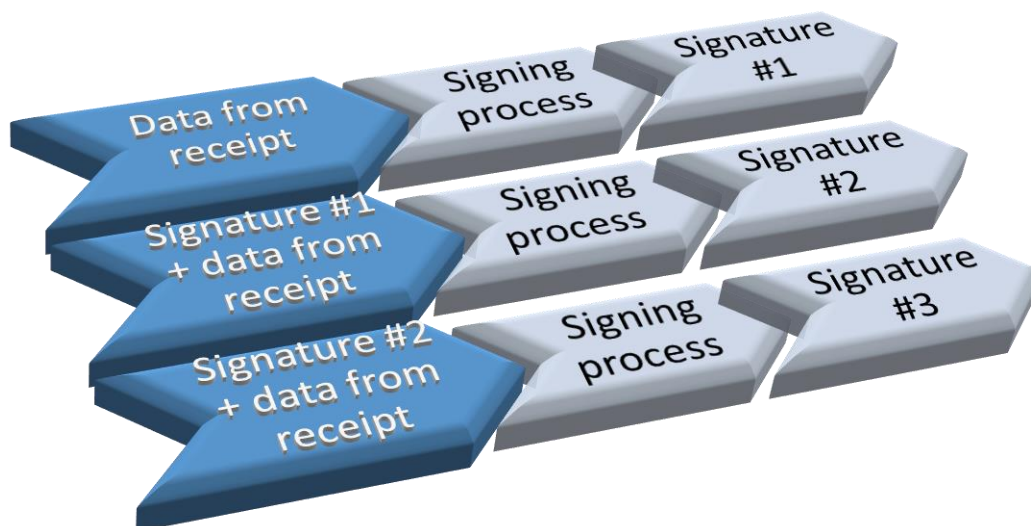 Data from
receipt
Signing
process
Signature
#1
Signature #1
+ data from
receipt
Signing
process
Signature
#2
Signature #2
+ data from
receipt
Signing
process
Signature
#3